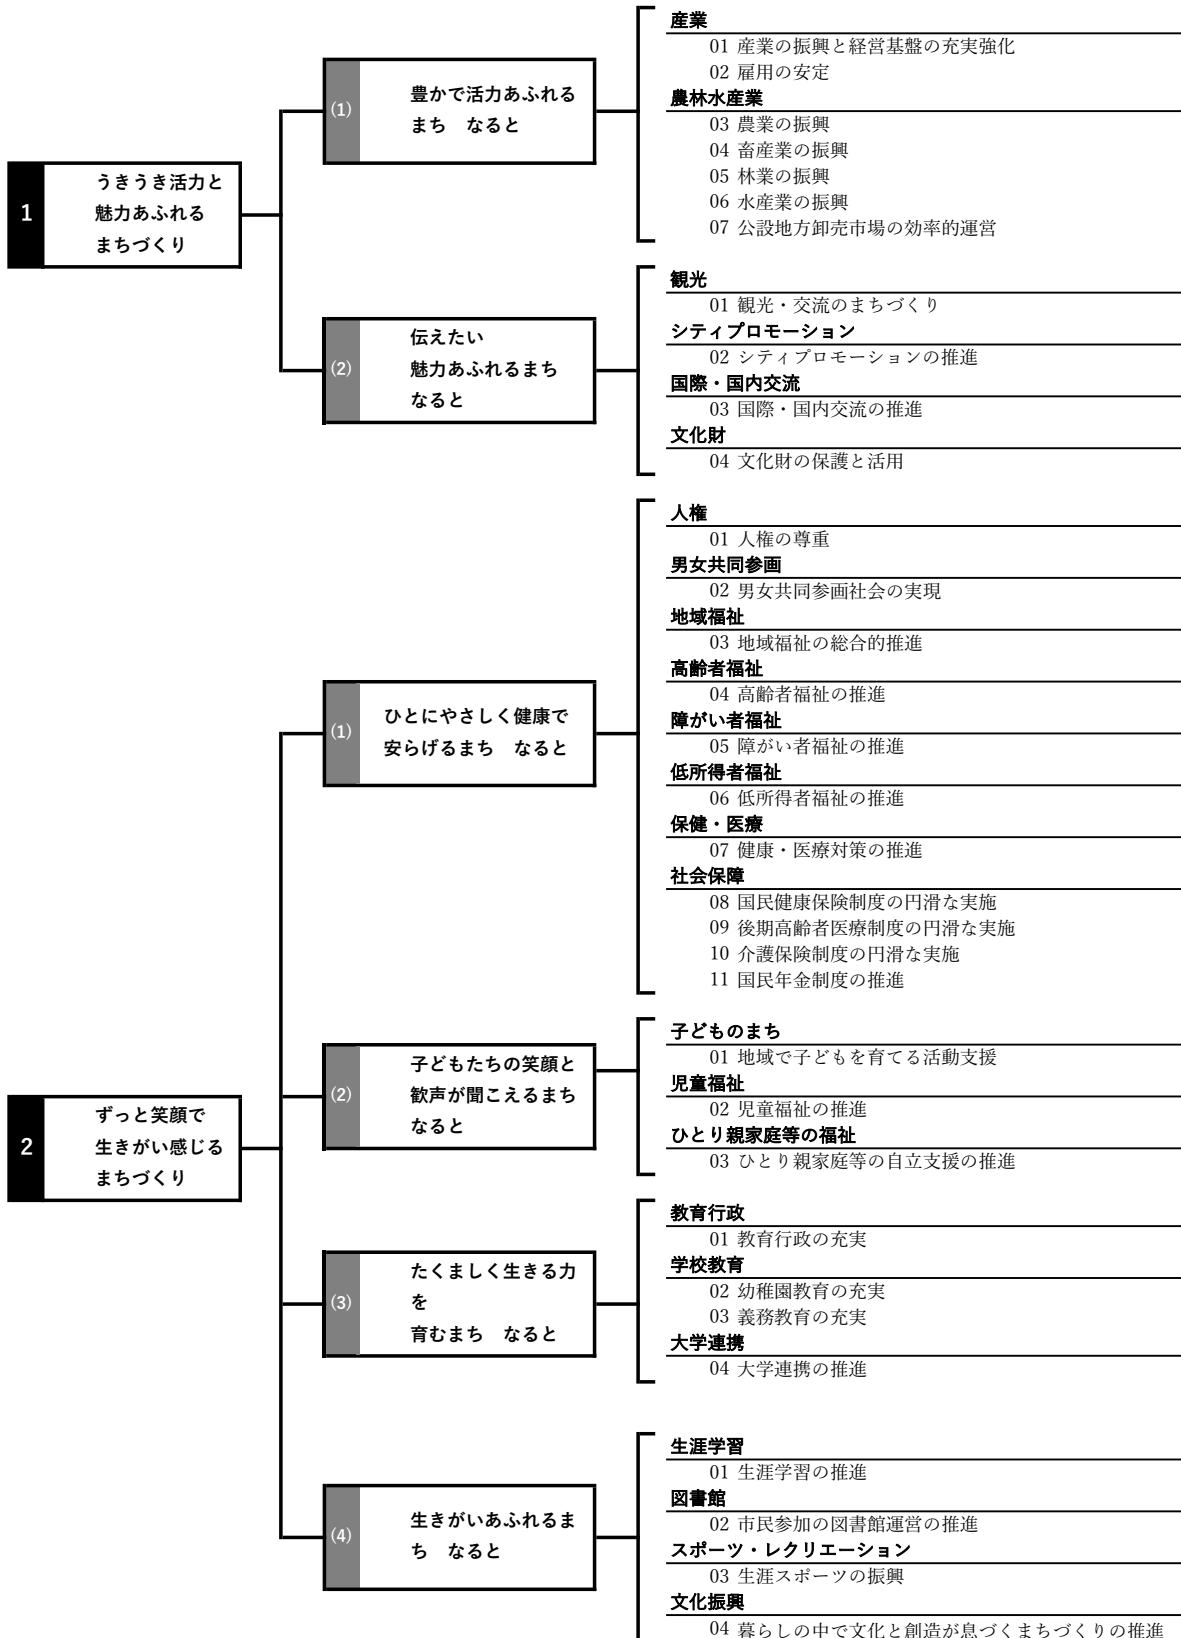 1
うきうき活力と
魅力あふれる
まちづくり
(1)
豊かで活力あふれる
まち　なると
産業
01 産業の振興と経営基盤の充実強化
02 雇用の安定
農林水産業
03 農業の振興
04 畜産業の振興
05 林業の振興
06 水産業の振興
07 公設地方卸売市場の効率的運営
(2)
伝えたい
魅力あふれるまち
なると
観光
01 観光・交流のまちづくり
シティプロモーション
02 シティプロモーションの推進
国際・国内交流
03 国際・国内交流の推進
文化財
04 文化財の保護と活用
2
ずっと笑顔で
生きがい感じる
まちづくり
(1)
ひとにやさしく健康で
安らげるまち　なると
人権
01 人権の尊重
男女共同参画
02 男女共同参画社会の実現
地域福祉
03 地域福祉の総合的推進
高齢者福祉
04 高齢者福祉の推進
障がい者福祉
05 障がい者福祉の推進
低所得者福祉
06 低所得者福祉の推進
保健・医療
07 健康・医療対策の推進
社会保障
08 国民健康保険制度の円滑な実施
09 後期高齢者医療制度の円滑な実施
10 介護保険制度の円滑な実施
11 国民年金制度の推進
(2)
子どもたちの笑顔と
歓声が聞こえるまち
なると
子どものまち
01 地域で子どもを育てる活動支援
児童福祉
02 児童福祉の推進
ひとり親家庭等の福祉
03 ひとり親家庭等の自立支援の推進
(3)
たくましく生きる力
を
育むまち　なると
教育行政
01 教育行政の充実
学校教育
02 幼稚園教育の充実
03 義務教育の充実
大学連携
04 大学連携の推進
(4)
生きがいあふれるま
ち　なると
生涯学習
01 生涯学習の推進
図書館
02 市民参加の図書館運営の推進
スポーツ・レクリエーション
03 生涯スポーツの振興
文化振興
04 暮らしの中で文化と創造が息づくまちづくりの推進